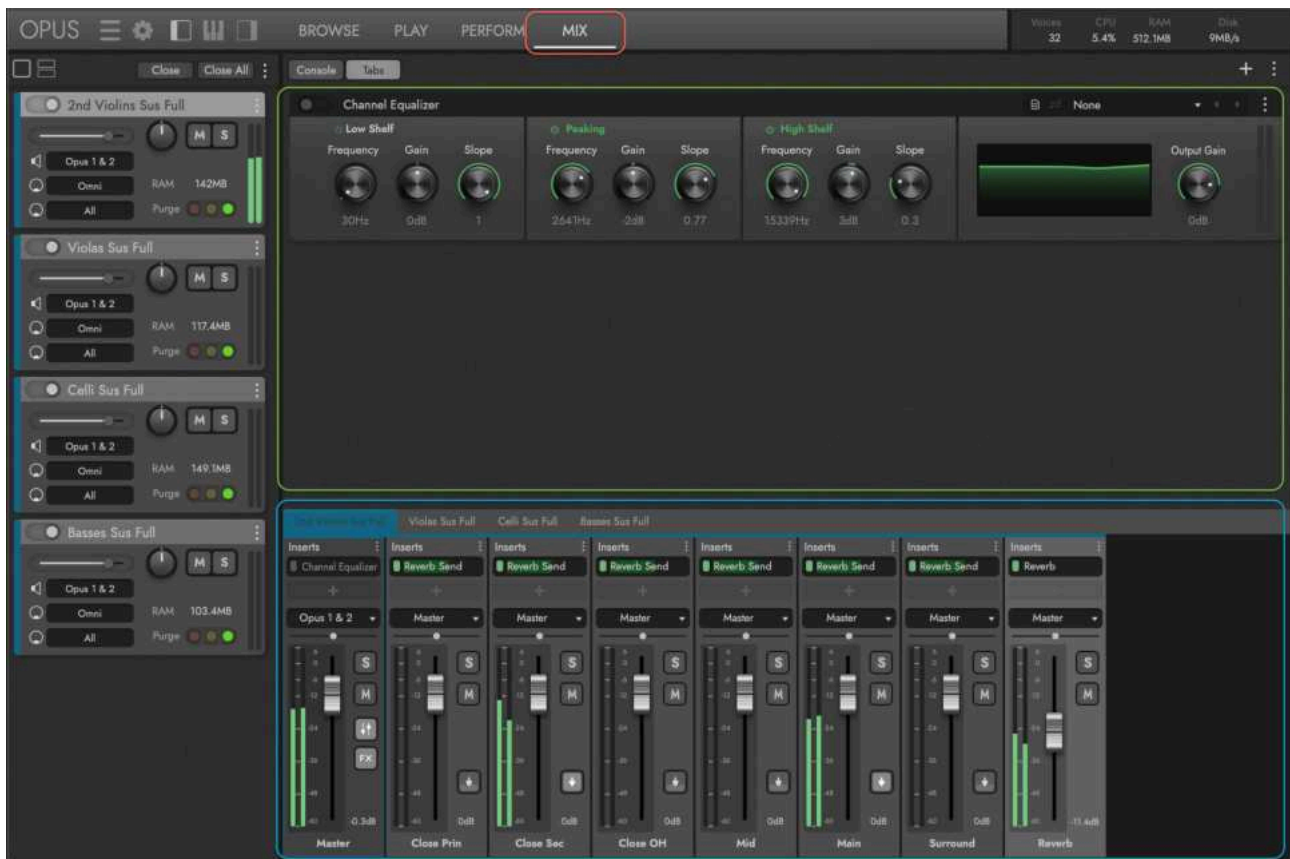 OPUS BROWSE PLAY PERFORM MIX
Voices CPU RAM Disk
32 5.4% 512.1MB 9MB/s
Close Close All
Console Tabs
2nd Violins Sus Full
M S
Opus 1 & 2
Omni RAM 142MB
All Purge
Violas Sus Full
M S
Opus 1 & 2
Omni RAM 117.4MB
All Purge
Celli Sus Full
M S
Opus 1 & 2
Omni RAM 149.1MB
All Purge
Basses Sus Full
M S
Opus 1 & 2
Omni RAM 103.4MB
All Purge
Channel Equalizer None
Low Shelf Peaking High Shelf
Frequency Gain Slope Frequency Gain Slope Frequency Gain Slope Output Gain
30Hz 0dB 1 2641Hz -2dB 0.77 15339Hz 3dB 0.3 0dB
2nd Violins Sus Full Violas Sus Full Celli Sus Full Basses Sus Full
Inserts Inserts Inserts Inserts Inserts Inserts Inserts Inserts
Channel Equalizer Reverb Send Reverb Send Reverb Send Reverb Send Reverb Send Reverb Send Reverb
Opus 1 & 2 Master Master Master Master Master Master Master
S S S S S S S S
M M M M M M M M
FX
-0.3dB 0dB 0dB 0dB 0dB 0dB 0dB -11.4dB
Master Close Prin Close Sec Close OH Mid Main Surround Reverb